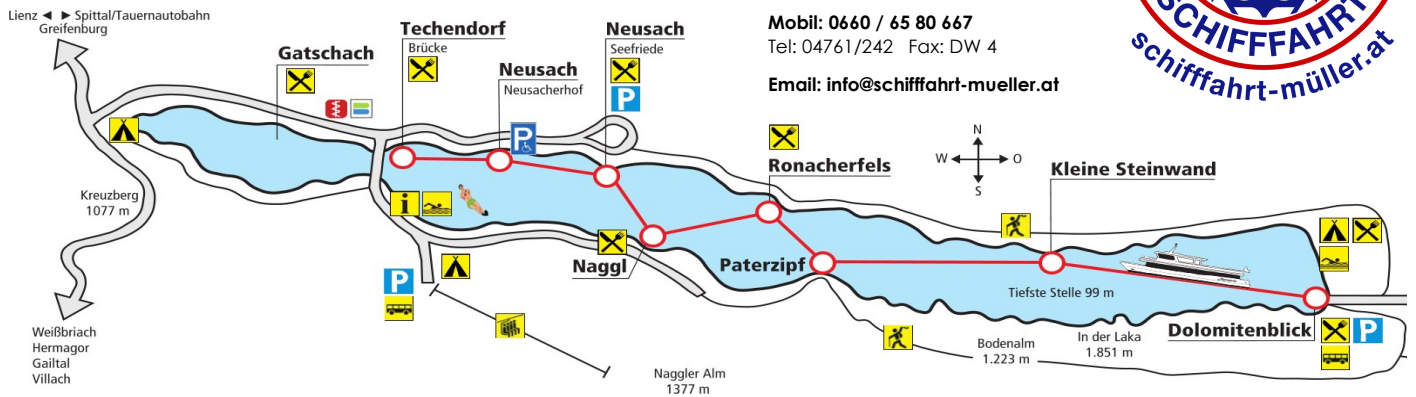 Lienz ◄ ► Spittal/Tauernautobahn
Greifenburg
Gatschach
Techendorf
Brücke
Neusach
Neusacherhof
Neusach
Seefriede
P
P
Mobil: 0660 / 65 80 667
Tel: 04761/242 Fax: DW 4
Email: info@schifffahrt-mueller.at
SCHIFFFAHRT
schifffahrt-müller.at
N
W O
S
Ronacherfels
Kleine Steinwand
Kreuzberg
1077 m
i
Naggl
Paterzipf
P
Tiefste Stelle 99 m
Dolomitenblick
P
Weißbriach
Hermagor
Gailtal
Villach
Bodenalm
1.223 m
In der Laka
1.851 m
Naggler Alm
1377 m